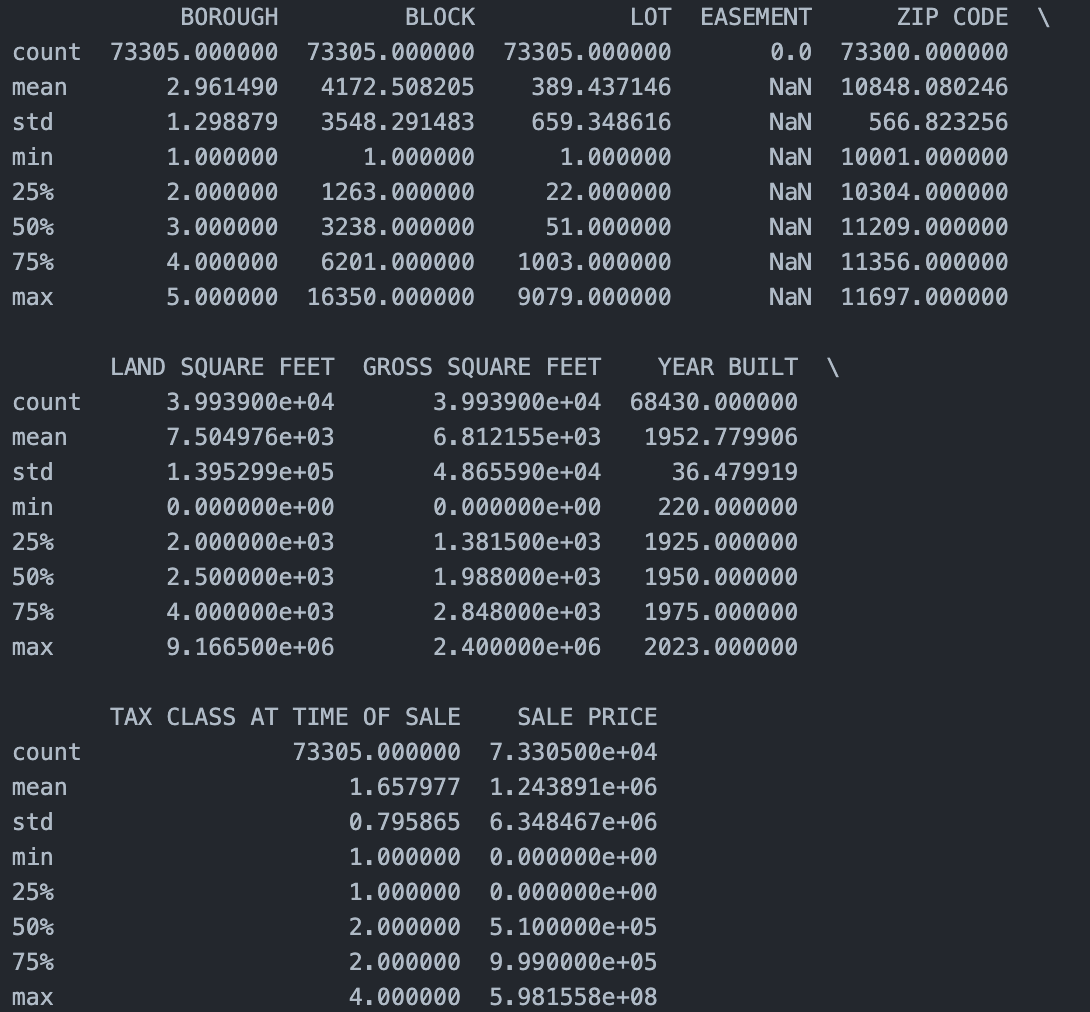 BOROUGH BLOCK LOT EASEMENT ZIP CODE \
count 73305.000000 73305.000000 73305.000000 0.0 73300.000000
mean 2.961490 4172.508205 389.437146 NaN 10848.080246
std 1.298879 3548.291483 659.348616 NaN 566.823256
min 1.000000 1.000000 1.000000 NaN 10001.000000
25% 2.000000 1263.000000 22.000000 NaN 10304.000000
50% 3.000000 3238.000000 51.000000 NaN 11209.000000
75% 4.000000 6201.000000 1003.000000 NaN 11356.000000
max 5.000000 16350.000000 9079.000000 NaN 11697.000000
LAND SQUARE FEET GROSS SQUARE FEET YEAR BUILT \
count 3.993900e+04 3.993900e+04 68430.000000
mean 7.504976e+03 6.812155e+03 1952.779906
std 1.395299e+05 4.865590e+04 36.479919
min 0.000000e+00 0.000000e+00 220.000000
25% 2.000000e+03 1.381500e+03 1925.000000
50% 2.500000e+03 1.988000e+03 1950.000000
75% 4.000000e+03 2.848000e+03 1975.000000
max 9.166500e+06 2.400000e+06 2023.000000
TAX CLASS AT TIME OF SALE SALE PRICE
count 73305.000000 7.330500e+04
mean 1.657977 1.243891e+06
std 0.795865 6.348467e+06
min 1.000000 0.000000e+00
25% 1.000000 0.000000e+00
50% 2.000000 5.100000e+05
75% 2.000000 9.990000e+05
max 4.000000 5.981558e+08